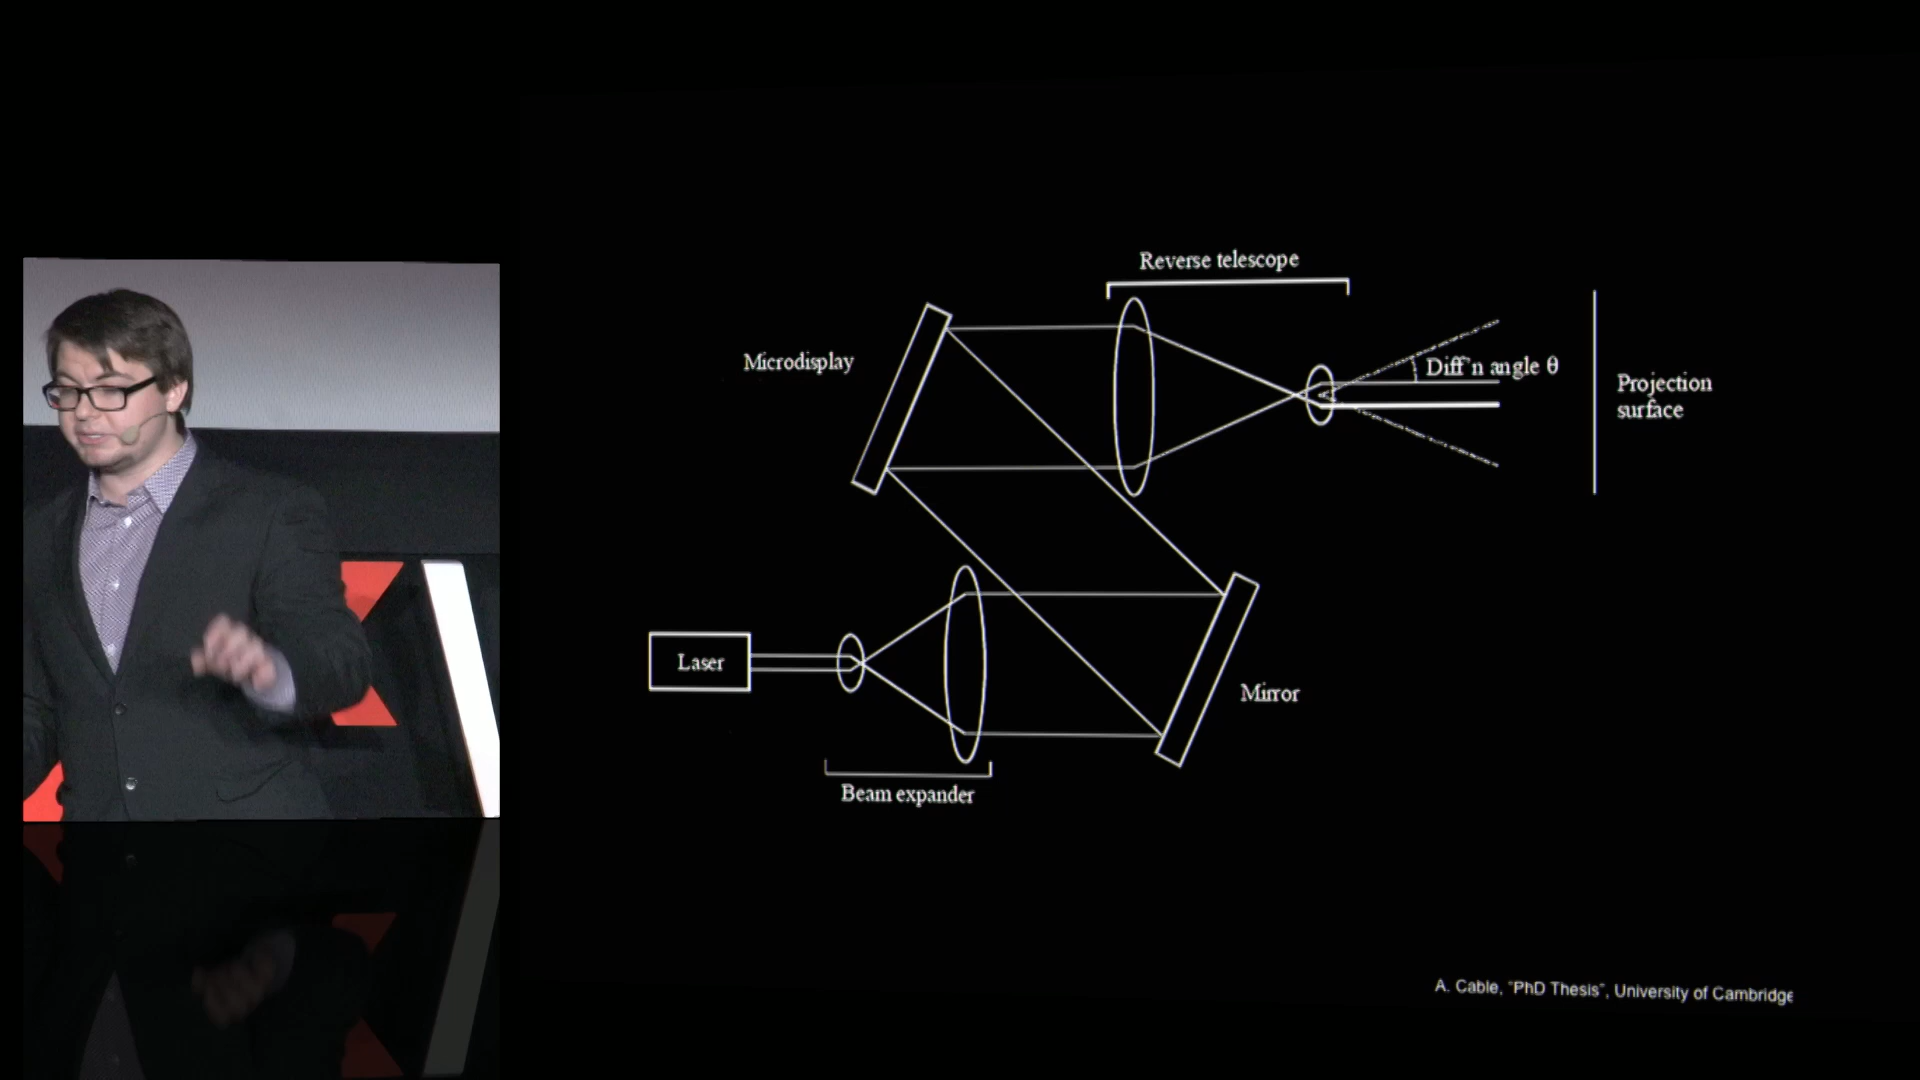 Reverse telescope
Microdisplay
Diff'n angle θ
Projection
surface
Laser
Mirror
Beam expander
A. Cable, "PhD Thesis", University of Cambridge